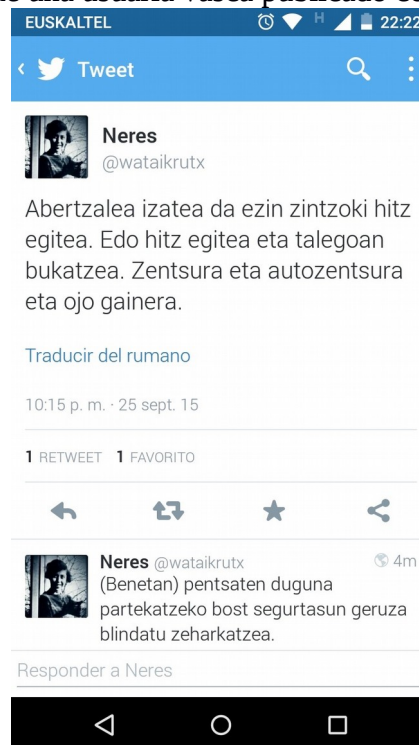 EUSKALTEL H 22:22
Tweet
Neres
@wataikrutx
Abertzalea izatea da ezin zintzoki hitz
egitea. Edo hitz egitea eta talegoan
bukatzea. Zentsura eta autozentsura
eta ojo gainera.
Traducir del rumano
10:15 p. m. · 25 sept. 15
1 RETWEET 1 FAVORITO
Neres @wataikrutx 4m
(Benetan) pentsaten duguna
partekatzeko bost segurtasun geruza
blindatu zeharkatzea.
Responder a Neres